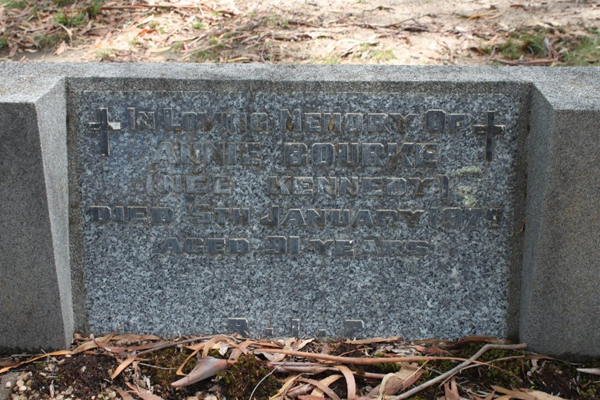 IN LOVING MEMORY OF
ANNIE BOURKE
(NEE KENNEDY)
DIED 5TH JANUARY
AGED 91 YEARS
R.I.P